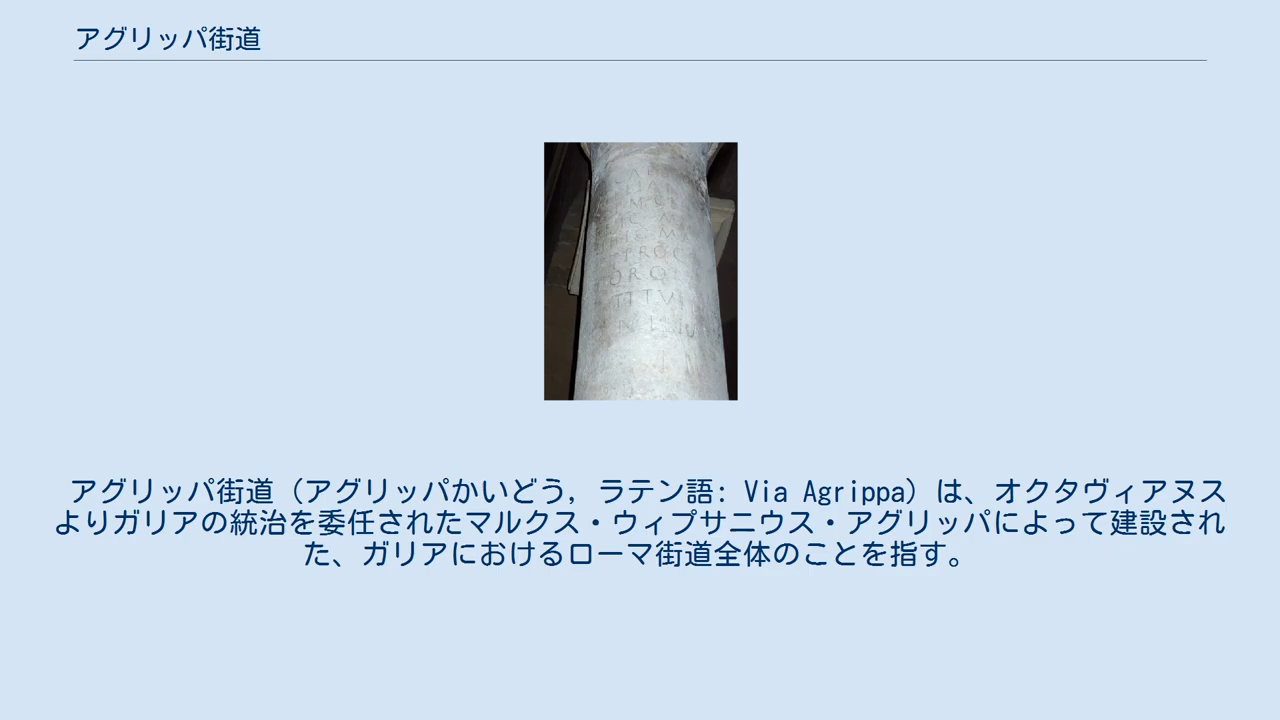 アグリッパ街道
PROC
ORO
TITV
アグリッパ街道（アグリッパかいどう, ラテン語: Via Agrippa）は、オクタヴィアヌス
よりガリアの統治を委任されたマルクス・ウィプサニウス・アグリッパによって建設され
た、ガリアにおけるローマ街道全体のことを指す。